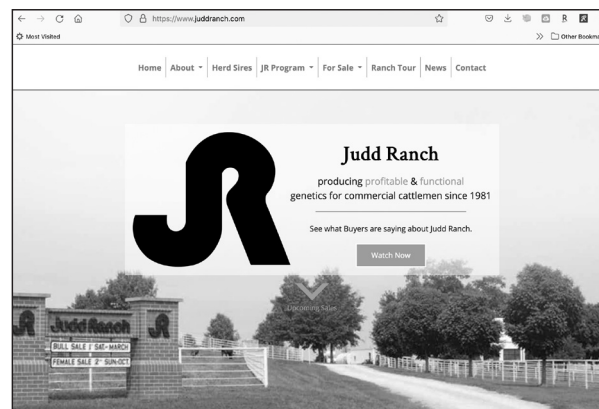 https://www.juddranch.com
Most Visited
Other Bookma
Home About Herd Sires JR Program For Sale Ranch Tour News Contact
JR
Judd Ranch
producing profitable & functional
genetics for commercial cattlemen since 1981
See what Buyers are saying about Judd Ranch.
Watch Now
Upcoming Sales
JR Judd Ranch JR
BULL SALE 1st SAT-MARCH
FEMALE SALE 2nd SUN-OCT